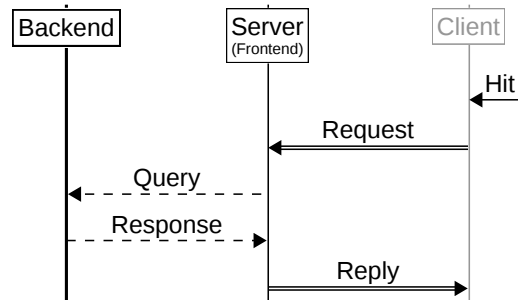 Backend
Server
(Frontend)
Client
Hit
Request
Query
Response
Reply